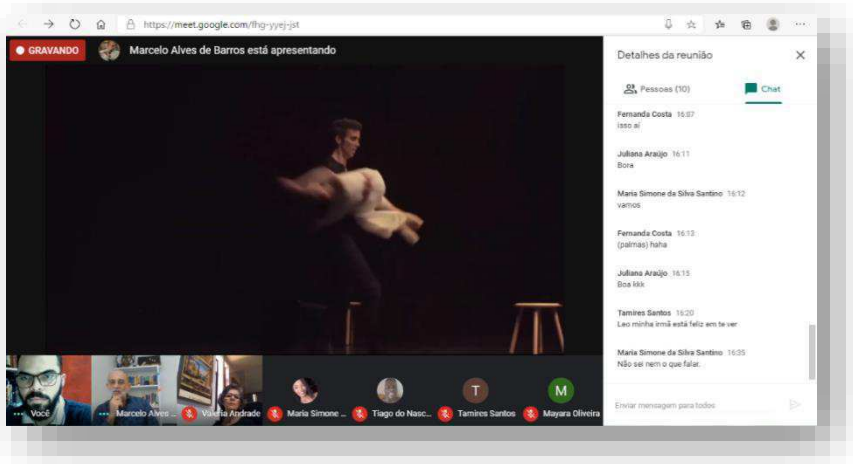 https://meet.google.com/fhg-yyej-jst
GRAVANDO
Marcelo Alves de Barros está apresentando
Detalhes da reunião
Pessoas (10)
Chat
Fernanda Costa 16:07
isso aí
Juliana Araújo 16:11
Bora
Maria Simone da Silva Santino 16:12
vamos
Fernanda Costa 16:13
(palmas) haha
Juliana Araújo 16:15
Boa kkk
Tamires Santos 16:20
Leo minha irmã está feliz em te ver
Maria Simone da Silva Santino 16:35
Não sei nem o que falar.
Enviar mensagem para todos
T
M
Você
Marcelo Alves ...
Valéria Andrade
Maria Simone ...
Tiago do Nasc...
Tamires Santos
Mayara Oliveira